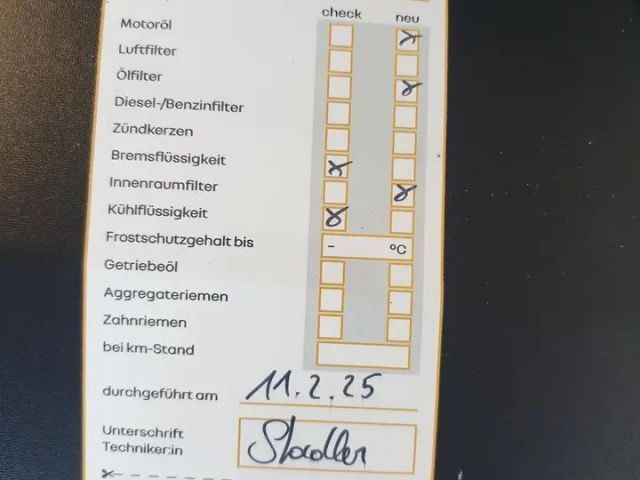 check neu
Motoröl
Luftfilter
Ölfilter
Diesel-/Benzinfilter
Zündkerzen
Bremsflüssigkeit
Innenraumfilter
Kühlflüssigkeit
Frostschutzgehalt bis - °C
Getriebeöl
Aggregateriemen
Zahnriemen
bei km-Stand
durchgeführt am 11.2.25
Unterschrift
Techniker:in